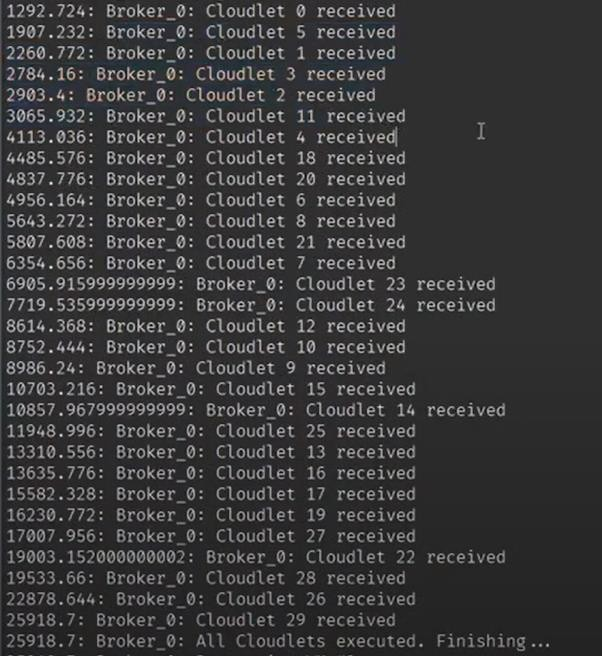 1292.724: Broker_0: Cloudlet 0 received
1907.232: Broker_0: Cloudlet 5 received
2260.772: Broker_0: Cloudlet 1 received
2784.16: Broker_0: Cloudlet 3 received
2903.4: Broker_0: Cloudlet 2 received
3065.932: Broker_0: Cloudlet 11 received
4113.036: Broker_0: Cloudlet 4 received
4485.576: Broker_0: Cloudlet 18 received
4837.776: Broker_0: Cloudlet 20 received
4956.164: Broker_0: Cloudlet 6 received
5643.272: Broker_0: Cloudlet 8 received
5807.608: Broker_0: Cloudlet 21 received
6354.656: Broker_0: Cloudlet 7 received
6905.915999999999: Broker_0: Cloudlet 23 received
7719.535999999999: Broker_0: Cloudlet 24 received
8614.368: Broker_0: Cloudlet 12 received
8752.444: Broker_0: Cloudlet 10 received
8986.24: Broker_0: Cloudlet 9 received
10703.216: Broker_0: Cloudlet 15 received
10857.967999999999: Broker_0: Cloudlet 14 received
11948.996: Broker_0: Cloudlet 25 received
13310.556: Broker_0: Cloudlet 13 received
13635.776: Broker_0: Cloudlet 16 received
15582.328: Broker_0: Cloudlet 17 received
16230.772: Broker_0: Cloudlet 19 received
17007.956: Broker_0: Cloudlet 27 received
19003.152000000002: Broker_0: Cloudlet 22 received
19533.66: Broker_0: Cloudlet 28 received
22878.644: Broker_0: Cloudlet 26 received
25918.7: Broker_0: Cloudlet 29 received
25918.7: Broker_0: All Cloudlets executed. Finishing...